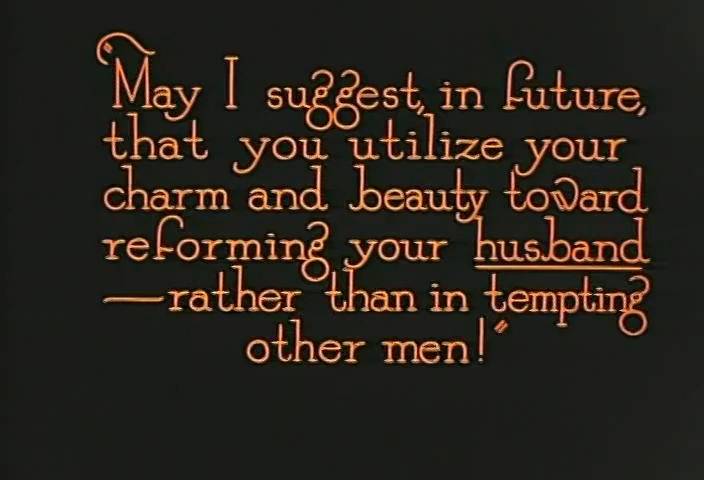 "May I suggest, in future,
that you utilize your
charm and beauty toward
reforming your husband
—rather than in tempting
other men!"